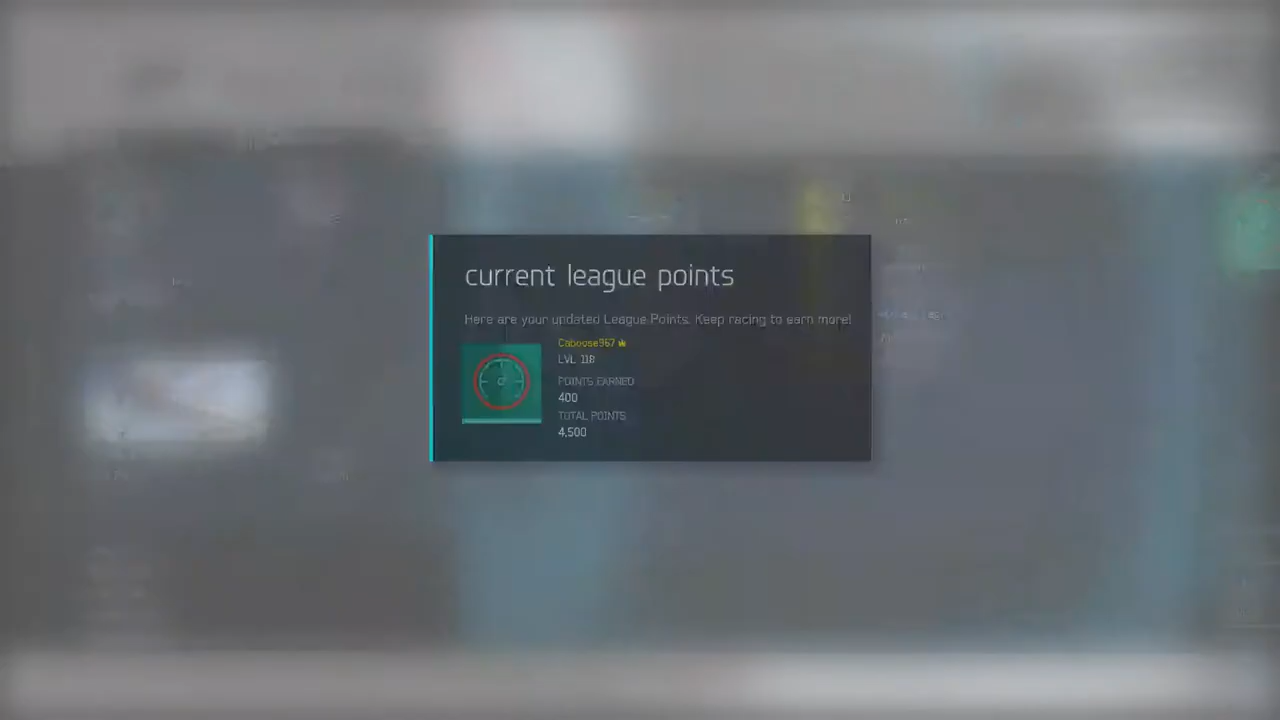 current league points
Here are your updated League Points. Keep racing to earn more!
Caboose967
LVL 118
POINTS EARNED
400
TOTAL POINTS
4,500